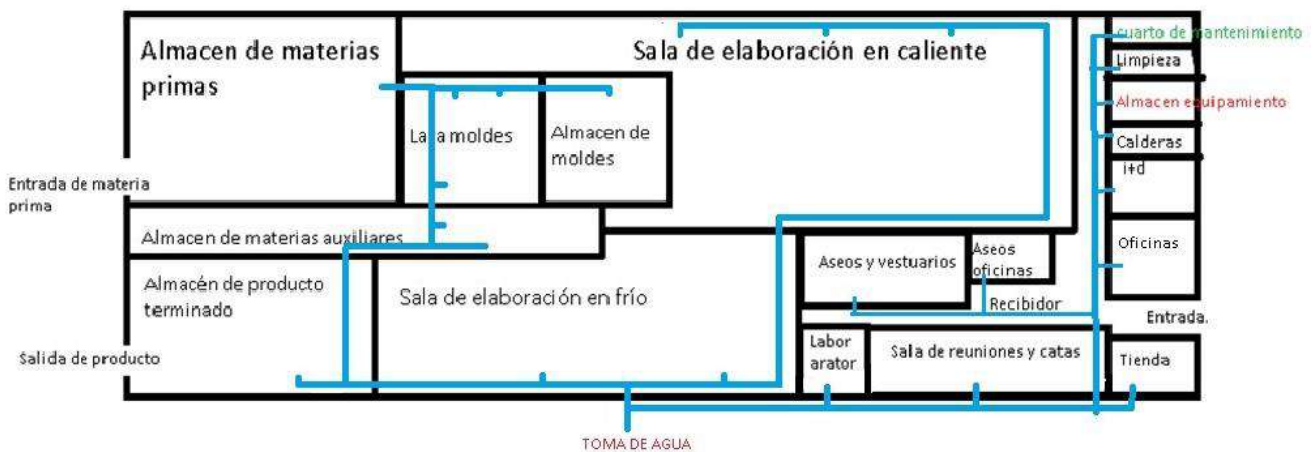 Almacen de materias
primas
Sala de elaboración en caliente
cuarto de mantenimiento
Limpieza
Almacen equipamiento
Lava moldes
Almacen de
moldes
Calderas
i+d
Entrada de materia
prima
Almacen de materias auxiliares
Oficinas
Almacén de producto
terminado
Sala de elaboración en frío
Aseos y vestuarios
Aseos
oficinas
Recibidor
Entrada.
Salida de producto
Labor
arator
Sala de reuniones y catas
Tienda
TOMA DE AGUA